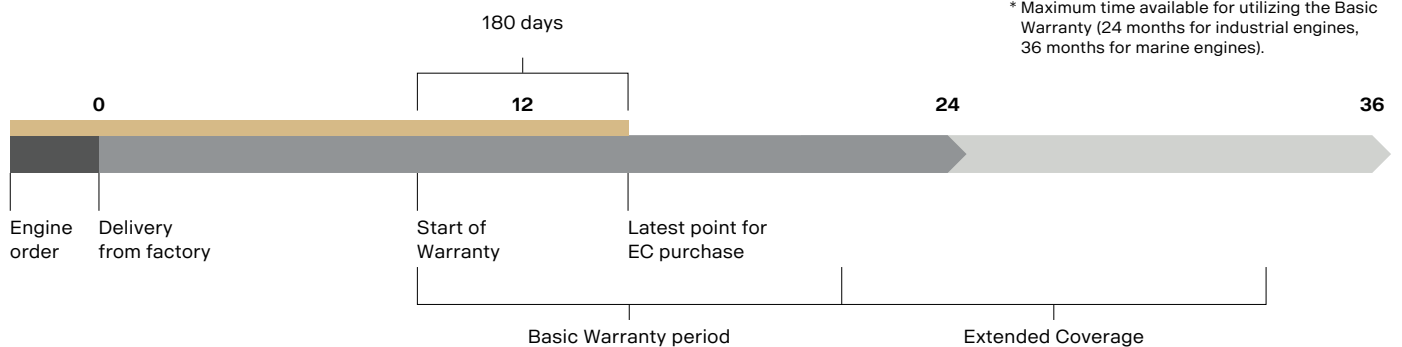 180 days
* Maximum time available for utilizing the Basic
Warranty (24 months for industrial engines,
36 months for marine engines).
0
12
24
36
Engine
order
Delivery
from factory
Start of
Warranty
Latest point for
EC purchase
Basic Warranty period
Extended Coverage